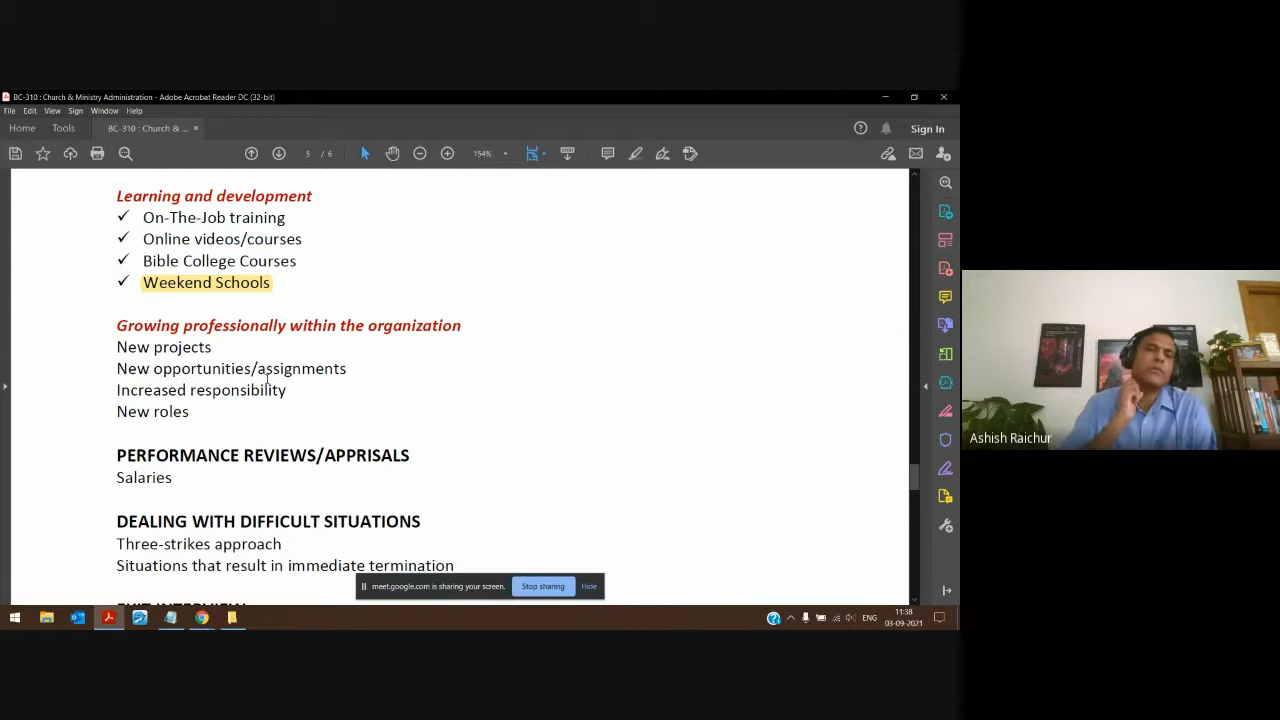 BC-310 : Church & Ministry Administration - Adobe Acrobat Reader DC (32-bit)
File Edit View Sign Window Help
Home Tools BC-310 : Church & ... × Sign In
5 / 6 154%
Learning and development
✓ On-The-Job training
✓ Online videos/courses
✓ Bible College Courses
✓ Weekend Schools
Growing professionally within the organization
New projects
New opportunities/assignments
Increased responsibility
New roles
PERFORMANCE REVIEWS/APPRISALS
Salaries
DEALING WITH DIFFICULT SITUATIONS
Three-strikes approach
Situations that result in immediate termination
meet.google.com is sharing your screen. Stop sharing Hide
Ashish Raichur
ENG
11:38
03-09-2021